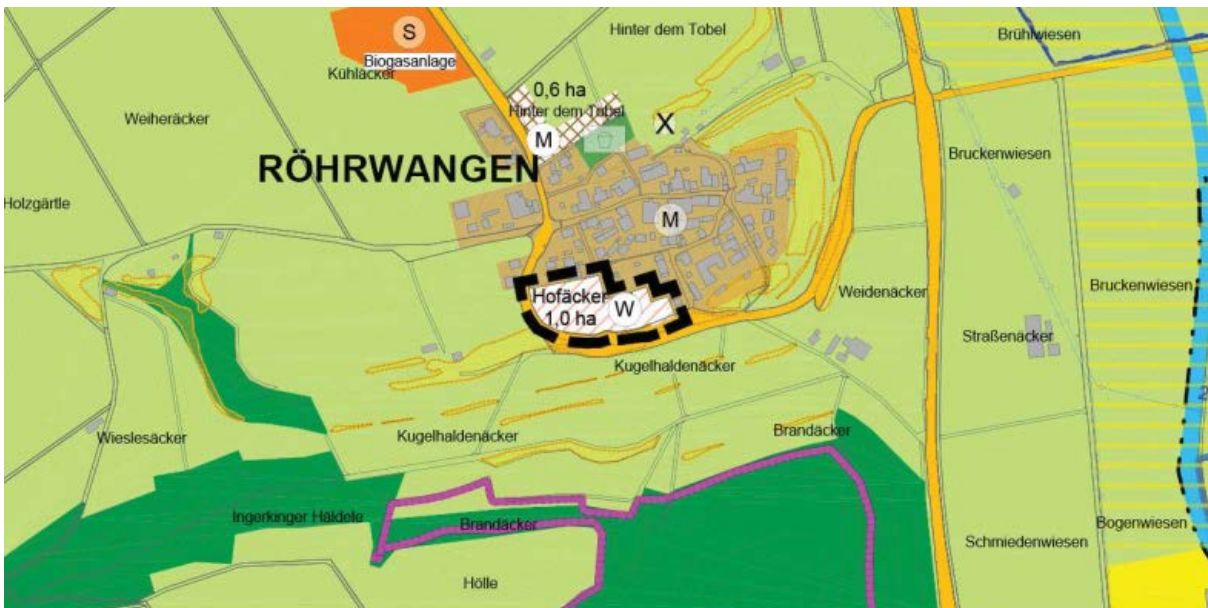 S
Biogasanlage
Kühläcker
Hinter dem Tobel
Brühlwiesen
0,6 ha
Hinter dem Tobel
Weiheräcker
M
X
RÖHRWANGEN
Bruckenwiesen
Holzgärtle
M
Hofäcker
1,0 ha
W
Weidenäcker
Bruckenwiesen
Straßenäcker
Kugelhaldenäcker
Wieslesäcker
Kugelhaldenäcker
Brandäcker
Ingerkinger Häldele
Brandäcker
Bogenwiesen
Schmiedenwiesen
Hölle